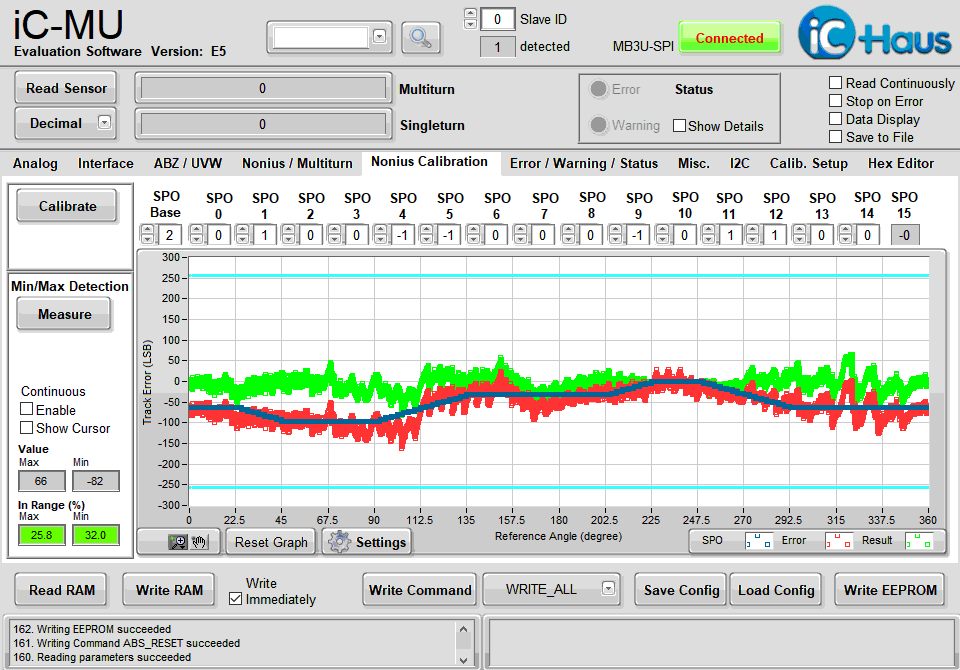 iC-MU
Evaluation Software Version: E5
0 Slave ID
1 detected
MB3U-SPI Connected
iC Haus
Read Sensor
Decimal
0 Multiturn
0 Singleturn
Error Status
Warning Show Details
Read Continuously
Stop on Error
Data Display
Save to File
Analog Interface ABZ / UVW Nonius / Multiturn Nonius Calibration Error / Warning / Status Misc. I2C Calib. Setup Hex Editor
Calibrate
SPO Base SPO 0 SPO 1 SPO 2 SPO 3 SPO 4 SPO 5 SPO 6 SPO 7 SPO 8 SPO 9 SPO 10 SPO 11 SPO 12 SPO 13 SPO 14 SPO 15
2 0 1 0 0 -1 -1 0 0 0 -1 0 1 1 0 0 -0
Min/Max Detection
Measure
Continuous
Enable
Show Cursor
Value
Max Min
66 -82
In Range (%)
Max Min
25.8 32.0
Track Error (LSB)
300
250
200
150
100
50
0
-50
-100
-150
-200
-250
-300
0 22.5 45 67.5 90 112.5 135 157.5 180 202.5 225 247.5 270 292.5 315 337.5 360
Reference Angle (degree)
Reset Graph Settings
SPO Error Result
Read RAM Write RAM
Write
Immediately
Write Command WRITE_ALL Save Config Load Config Write EEPROM
162. Writing EEPROM succeeded
161. Writing Command ABS_RESET succeeded
160. Reading parameters succeeded